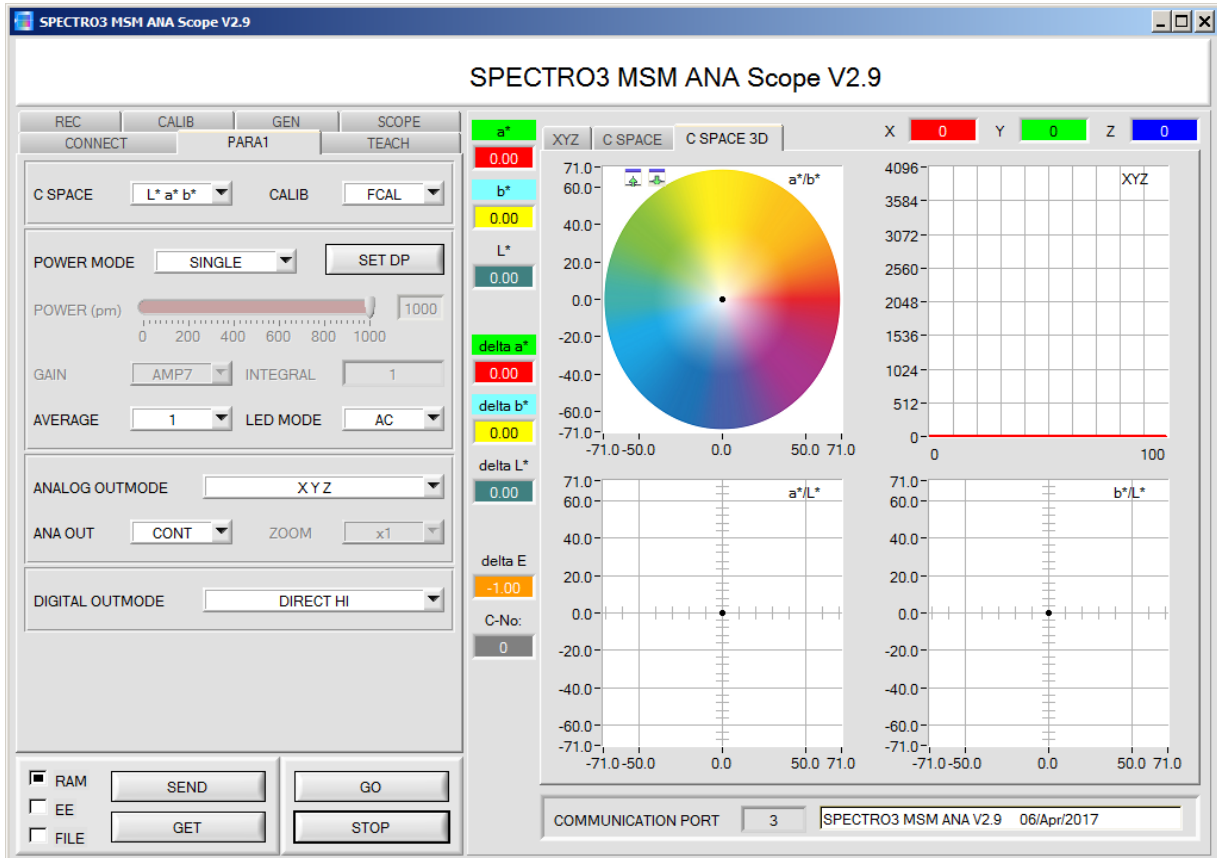 SPECTRO3 MSM ANA Scope V2.9
SPECTRO3 MSM ANA Scope V2.9
REC CALIB GEN SCOPE
CONNECT PARA1 TEACH
C SPACE L* a* b* CALIB FCAL
POWER MODE SINGLE SET DP
POWER (pm) 1000
0 200 400 600 800 1000
GAIN AMP7 INTEGRAL 1
AVERAGE 1 LED MODE AC
ANALOG OUTMODE X Y Z
ANA OUT CONT ZOOM x1
DIGITAL OUTMODE DIRECT HI
RAM
EE
FILE
SEND
GET
GO
STOP
a*
0.00
b*
0.00
L*
0.00
delta a*
0.00
delta b*
0.00
delta L*
0.00
delta E
-1.00
C-No:
0
XYZ C SPACE C SPACE 3D
X 0 Y 0 Z 0
a*/b*
71.0
60.0
40.0
20.0
0.0
-20.0
-40.0
-60.0
-71.0
-71.0 -50.0 0.0 50.0 71.0
XYZ
4096
3584
3072
2560
2048
1536
1024
512
0
0 100
a*/L*
71.0
60.0
40.0
20.0
0.0
-20.0
-40.0
-60.0
-71.0
-71.0 -50.0 0.0 50.0 71.0
b*/L*
71.0
60.0
40.0
20.0
0.0
-20.0
-40.0
-60.0
-71.0
-71.0 -50.0 0.0 50.0 71.0
COMMUNICATION PORT 3 SPECTRO3 MSM ANA V2.9 06/Apr/2017